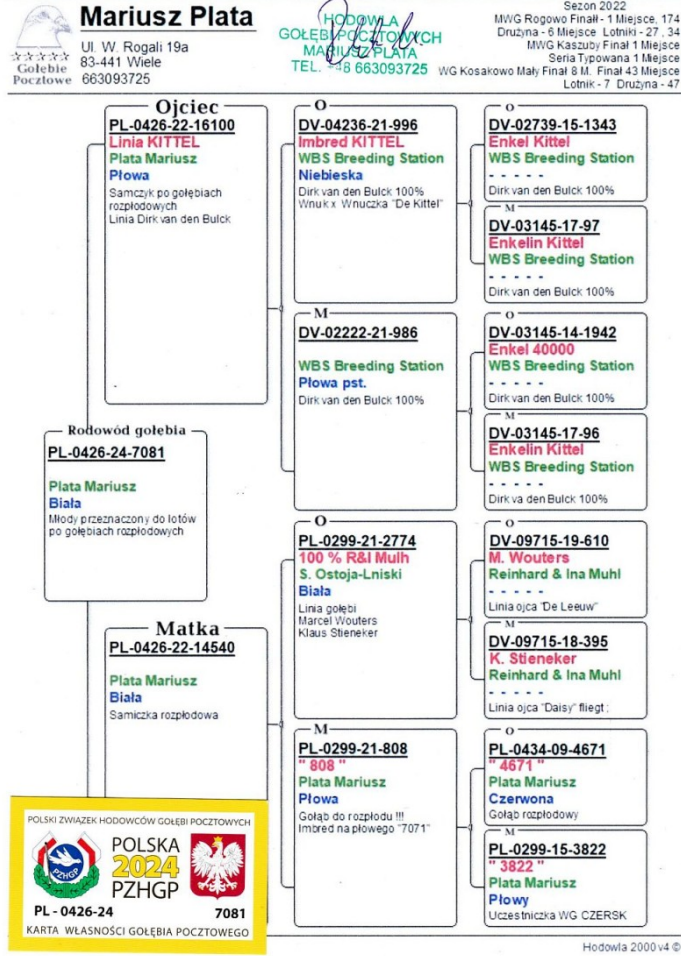 Mariusz Plata
Ul. W. Rogali 19a
83-441 Wiele
663093725
Gołebie
Pocztowe
HODOWLA
GOŁĘBI POCZTOWYCH
MARIUSZ PLATA
TEL. +48 663093725
Sezon 2022
MWG Rogowo Finałł - 1 Miejsce, 174
Drużyna - 6 Miejsce Lotniki - 27 , 34
MWG Kaszuby Finał 1 Miejsce
Seria Typowana 1 Miejsce
WG Kosakowo Mały Finał 8 M. Finał 43 Miejsce
Lotnik - 7 Drużyna - 47
Ojciec
PL-0426-22-16100
Linia KITTEL
Plata Mariusz
Płowa
Samczyk po gołębiach
rozpłodowych
Linia Dirk van den Bulck
O
DV-04236-21-996
Imbred KITTEL
WBS Breeding Station
Niebieska
Dirk van den Bulck 100%
Wnuk x Wnuczka "De Kittel"
O
DV-02739-15-1343
Enkel Kittel
WBS Breeding Station
- - - - -
Dirk van den Bulck 100%
M
DV-03145-17-97
Enkelin Kittel
WBS Breeding Station
- - - - -
Dirk van den Bulck 100%
M
DV-02222-21-986
WBS Breeding Station
Płowa pst.
Dirk van den Bulck 100%
O
DV-03145-14-1942
Enkel 40000
WBS Breeding Station
- - - - -
Dirk van den Bulck 100%
M
DV-03145-17-96
Enkelin Kittel
WBS Breeding Station
- - - - -
Dirk va den Bulck 100%
Rodowód gołębia
PL-0426-24-7081
Plata Mariusz
Biała
Młody przeznaczony do lotów
po gołębiach rozpłodowych
Matka
PL-0426-22-14540
Plata Mariusz
Biała
Samiczka rozpłodowa
O
PL-0299-21-2774
100 % R&I Mulh
S. Ostoja-Lniski
Biała
Linia gołębi
Marcel Wouters
Klaus Stieneker
O
DV-09715-19-610
M. Wouters
Reinhard & Ina Muhl
- - - - -
Linia ojca "De Leeuw"
M
DV-09715-18-395
K. Stieneker
Reinhard & Ina Muhl
- - - - -
Linia ojca "Daisy" fliegt ;
M
PL-0299-21-808
" 808 "
Plata Mariusz
Płowa
Gołąb do rozpłodu !!!
Imbred na płowego "7071"
O
PL-0434-09-4671
" 4671 "
Plata Mariusz
Czerwona
Gołąb rozpłodowy
M
PL-0299-15-3822
" 3822 "
Plata Mariusz
Płowy
Uczestniczka WG CZERSK
POLSKI ZWIĄZEK HODOWCÓW GOŁĘBI POCZTOWYCH
PZHGP
POLSKA
2024
PZHGP
PL - 0426-24 7081
KARTA WŁASNOŚCI GOŁĘBIA POCZTOWEGO
Hodowla 2000 v4 ©